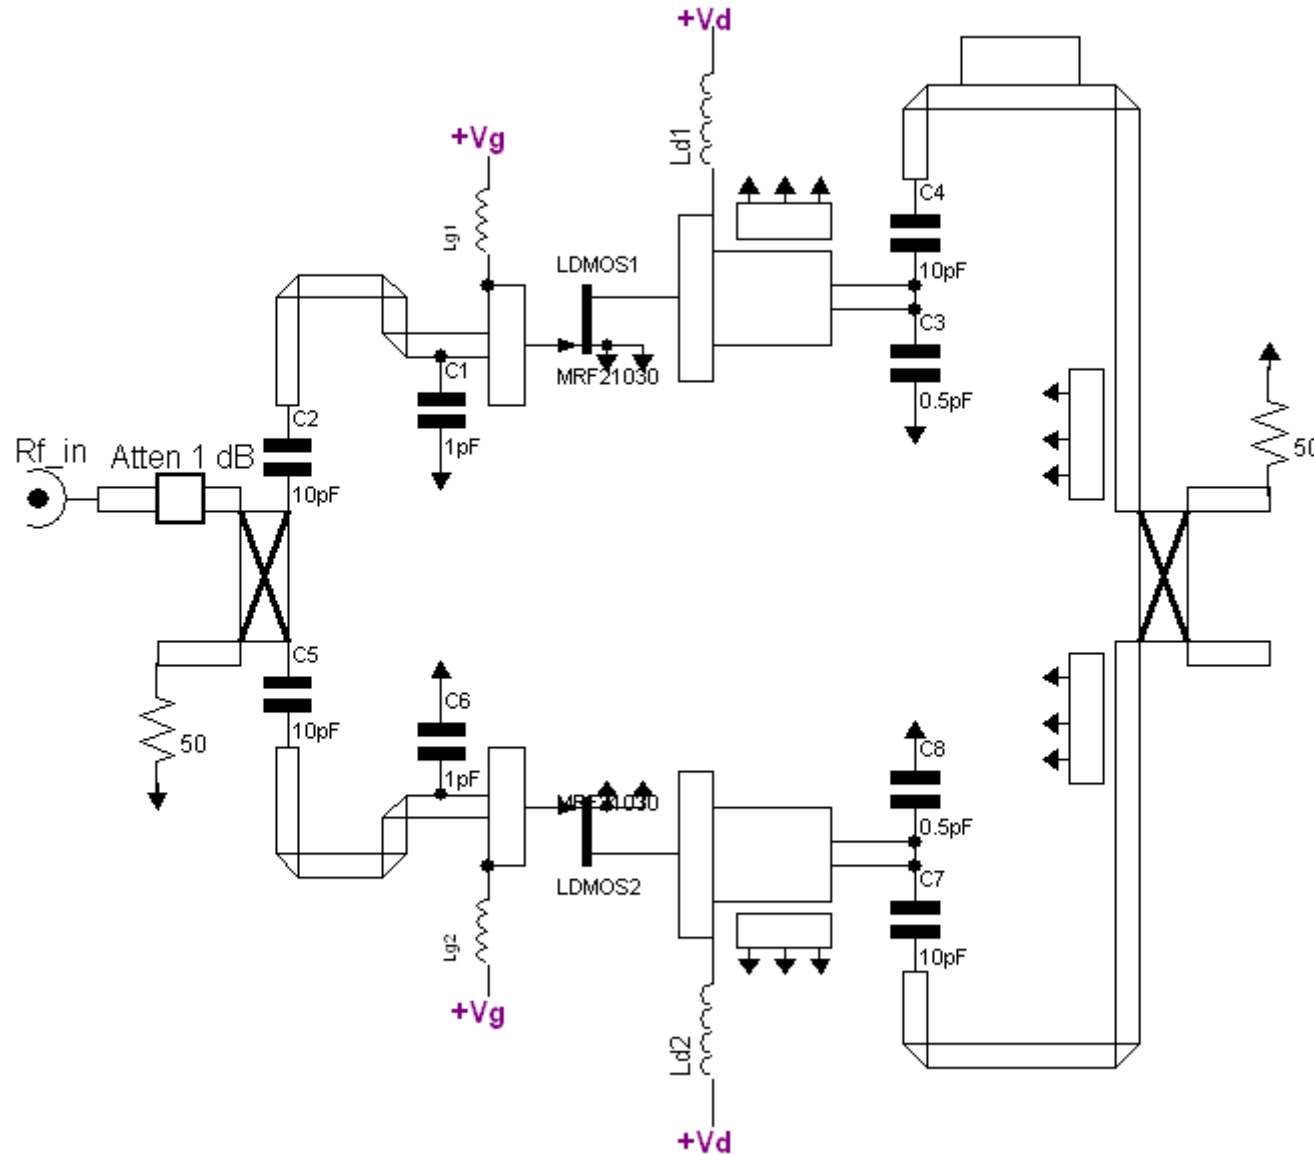 +Vd
+Vg
Ld1
C4
Lg1
LDMOS1
10pF
C3
C1
MRF21030
0.5pF
C2
Rf_in
Atten 1 dB
1pF
50
10pF
C5
C6
50
10pF
C8
1pF
MRF21030
0.5pF
C7
LDMOS2
Lg2
10pF
+Vg
Ld2
+Vd